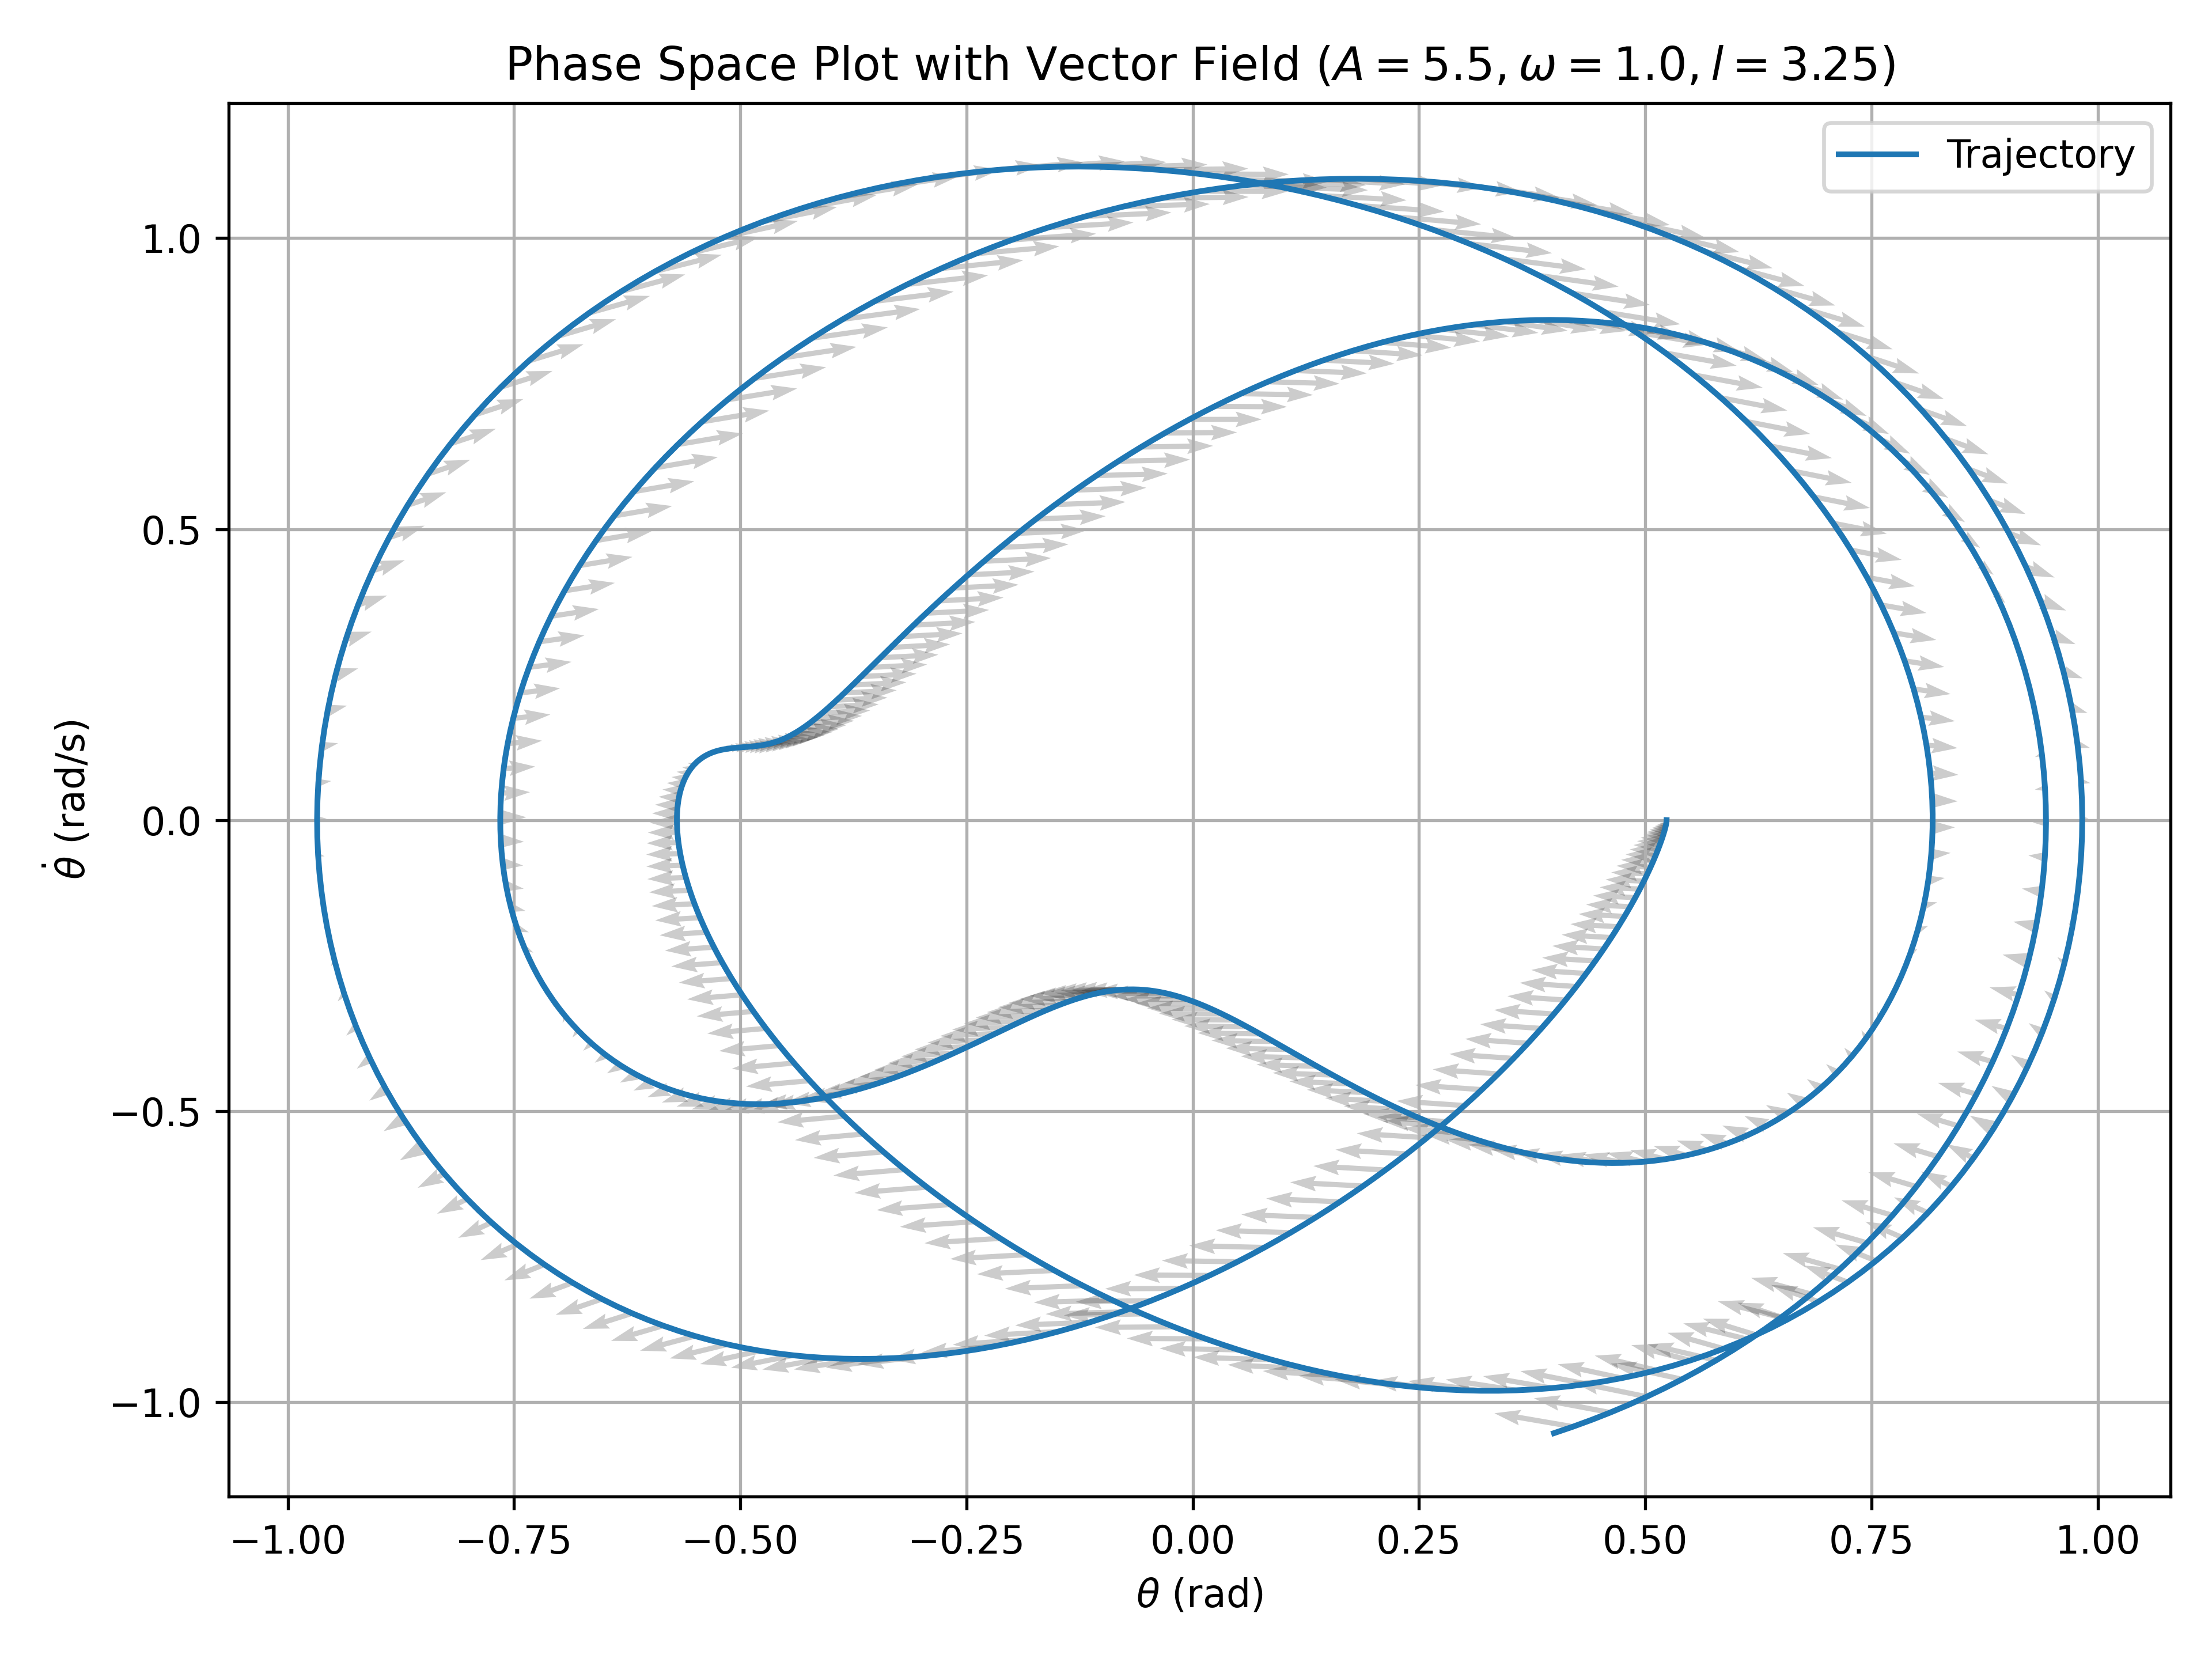 Phase Space Plot with Vector Field (A = 5.5, ω = 1.0, l = 3.25)
Trajectory
1.0
0.5
0.0
−0.5
−1.0
θ̇ (rad/s)
−1.00 −0.75 −0.50 −0.25 0.00 0.25 0.50 0.75 1.00
θ (rad)